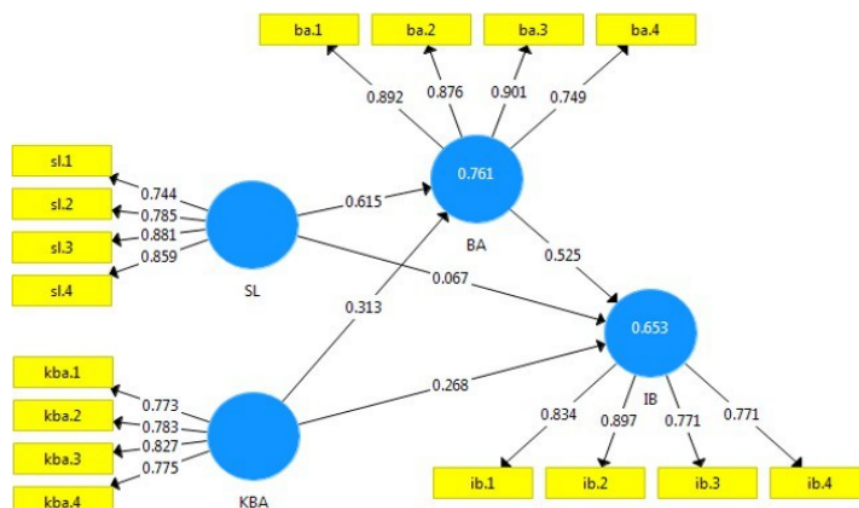 ba.1
ba.2
ba.3
ba.4
0.892
0.876
0.901
0.749
sl.1
sl.2
sl.3
sl.4
0.744
0.785
0.881
0.859
SL
0.615
0.761
BA
0.525
0.067
0.313
0.653
IB
0.268
kba.1
kba.2
kba.3
kba.4
0.773
0.783
0.827
0.775
KBA
0.834
0.897
0.771
0.771
ib.1
ib.2
ib.3
ib.4